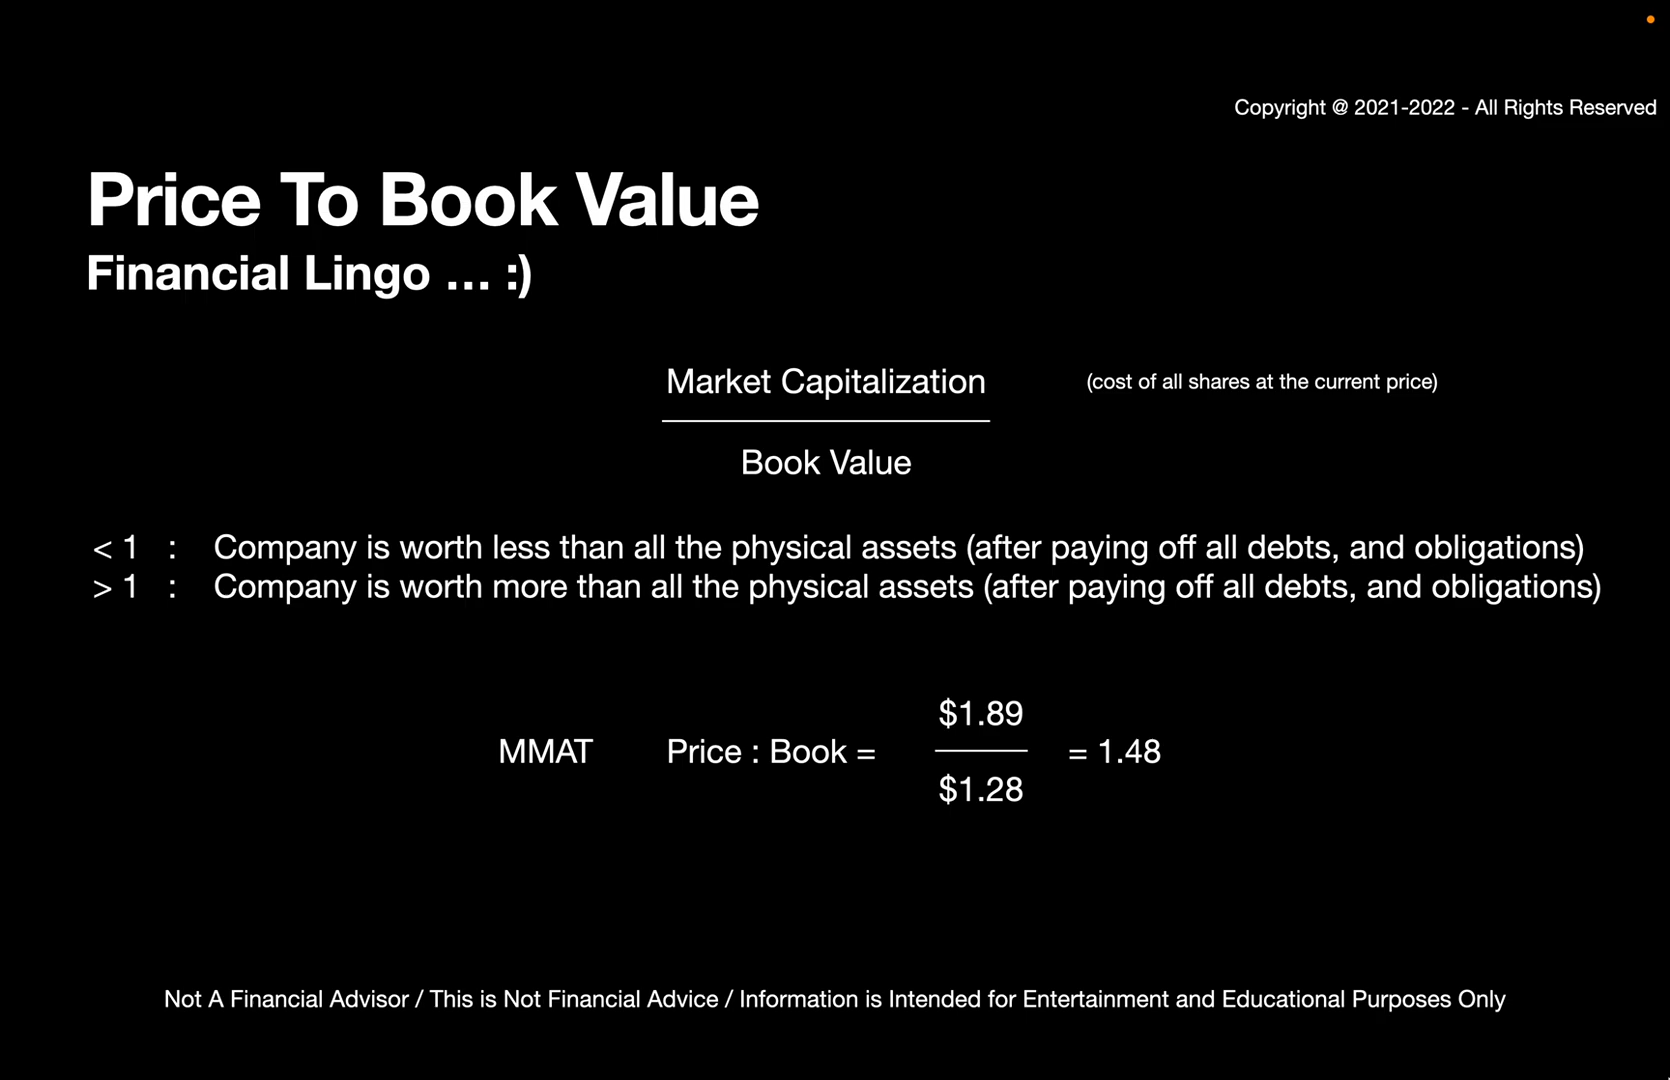 Copyright @ 2021-2022 - All Rights Reserved
Price To Book Value
Financial Lingo … :)
Market Capitalization (cost of all shares at the current price)
Book Value
< 1 : Company is worth less than all the physical assets (after paying off all debts, and obligations)
> 1 : Company is worth more than all the physical assets (after paying off all debts, and obligations)
$1.89
MMAT Price : Book = = 1.48
$1.28
Not A Financial Advisor / This is Not Financial Advice / Information is Intended for Entertainment and Educational Purposes Only